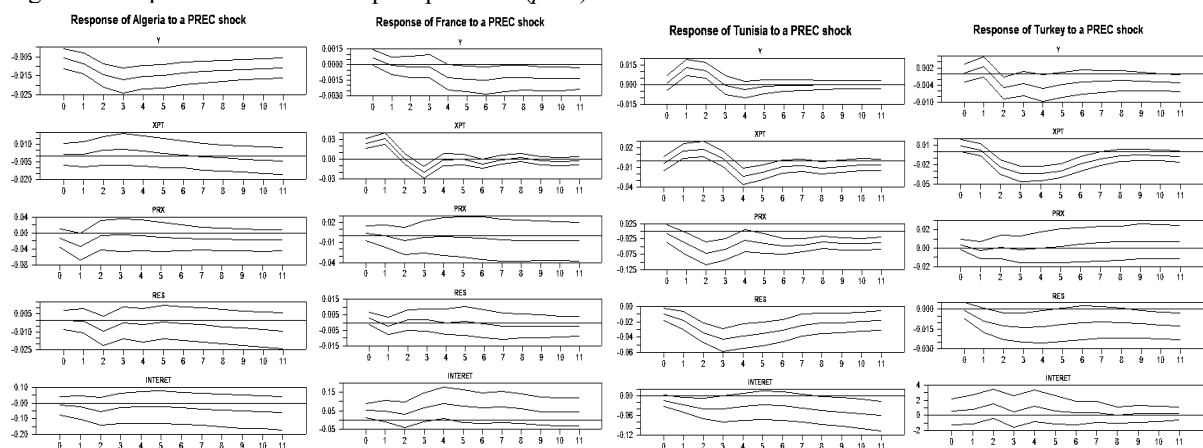 Response of Algeria to a PREC shock
Y
-0.005
-0.015
-0.025
0 1 2 3 4 5 6 7 8 9 10 11
XPT
0.010
-0.005
-0.020
0 1 2 3 4 5 6 7 8 9 10 11
PRX
0.04
0.00
-0.08
0 1 2 3 4 5 6 7 8 9 10 11
RES
0.005
-0.010
-0.025
0 1 2 3 4 5 6 7 8 9 10 11
INTERET
0.10
-0.00
-0.20
0 1 2 3 4 5 6 7 8 9 10 11
Response of France to a PREC shock
Y
0.0015
0.0000
-0.0030
0 1 2 3 4 5 6 7 8 9 10 11
XPT
0.03
0.00
-0.03
0 1 2 3 4 5 6 7 8 9 10 11
PRX
0.02
-0.01
-0.04
0 1 2 3 4 5 6 7 8 9 10 11
RES
0.015
0.005
-0.005
-0.015
0 1 2 3 4 5 6 7 8 9 10 11
INTERET
0.15
0.05
-0.05
0 1 2 3 4 5 6 7 8 9 10 11
Response of Tunisia to a PREC shock
Y
0.015
-0.000
-0.015
0 1 2 3 4 5 6 7 8 9 10 11
XPT
0.02
-0.01
-0.04
0 1 2 3 4 5 6 7 8 9 10 11
PRX
0.025
-0.025
-0.075
-0.125
0 1 2 3 4 5 6 7 8 9 10 11
RES
-0.00
-0.02
-0.04
-0.06
0 1 2 3 4 5 6 7 8 9 10 11
INTERET
-0.00
-0.06
-0.12
0 1 2 3 4 5 6 7 8 9 10 11
Response of Turkey to a PREC shock
Y
0.002
-0.004
-0.010
0 1 2 3 4 5 6 7 8 9 10 11
XPT
0.01
-0.05
0 1 2 3 4 5 6 7 8 9 10 11
PRX
0.02
0.00
-0.02
0 1 2 3 4 5 6 7 8 9 10 11
RES
0.000
-0.015
-0.030
0 1 2 3 4 5 6 7 8 9 10 11
INTERET
4
2
0
-2
0 1 2 3 4 5 6 7 8 9 10 11